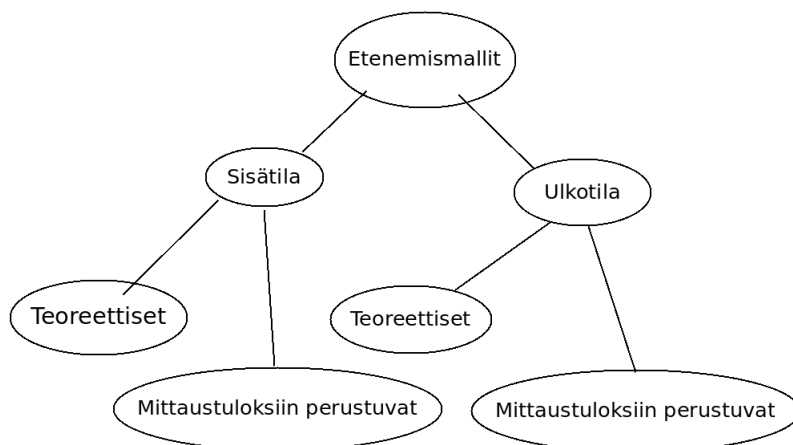 Etenemismallit
Sisätila
Ulkotila
Teoreettiset
Teoreettiset
Mittaustuloksiin perustuvat
Mittaustuloksiin perustuvat